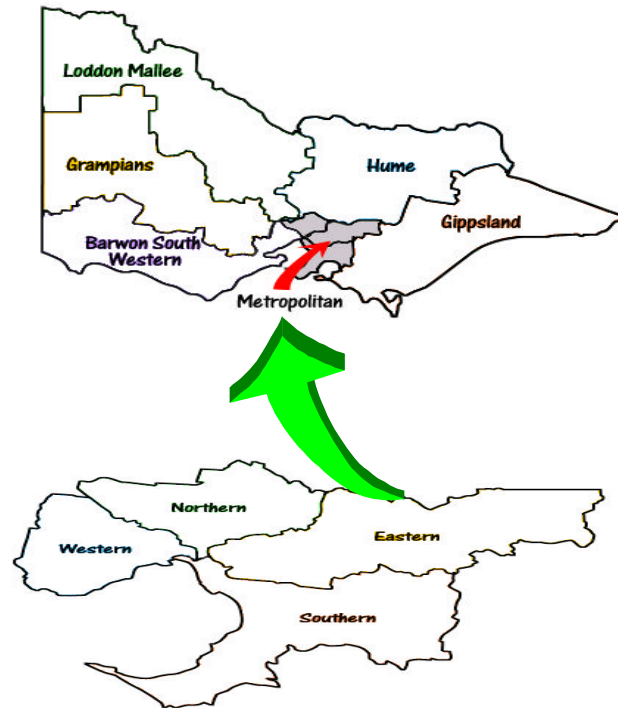 Loddon Mallee
Grampians
Hume
Gippsland
Barwon South
Western
Metropolitan
Northern
Western
Eastern
Southern